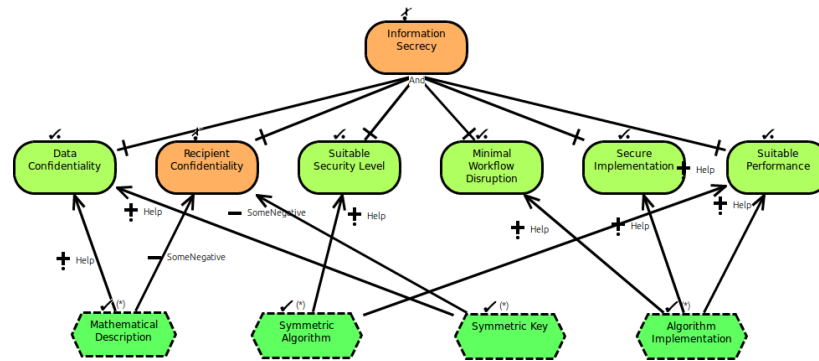 Information
Secrecy
And
Data
Confidentiality
Recipient
Confidentiality
Suitable
Security Level
Minimal
Workflow
Disruption
Secure
Implementation
Help
Suitable
Performance
Help
SomeNegative
Help
Help
Help
Help
Help
SomeNegative
(*)
Mathematical
Description
(*)
Symmetric
Algorithm
(*)
Symmetric Key
(*)
Algorithm
Implementation